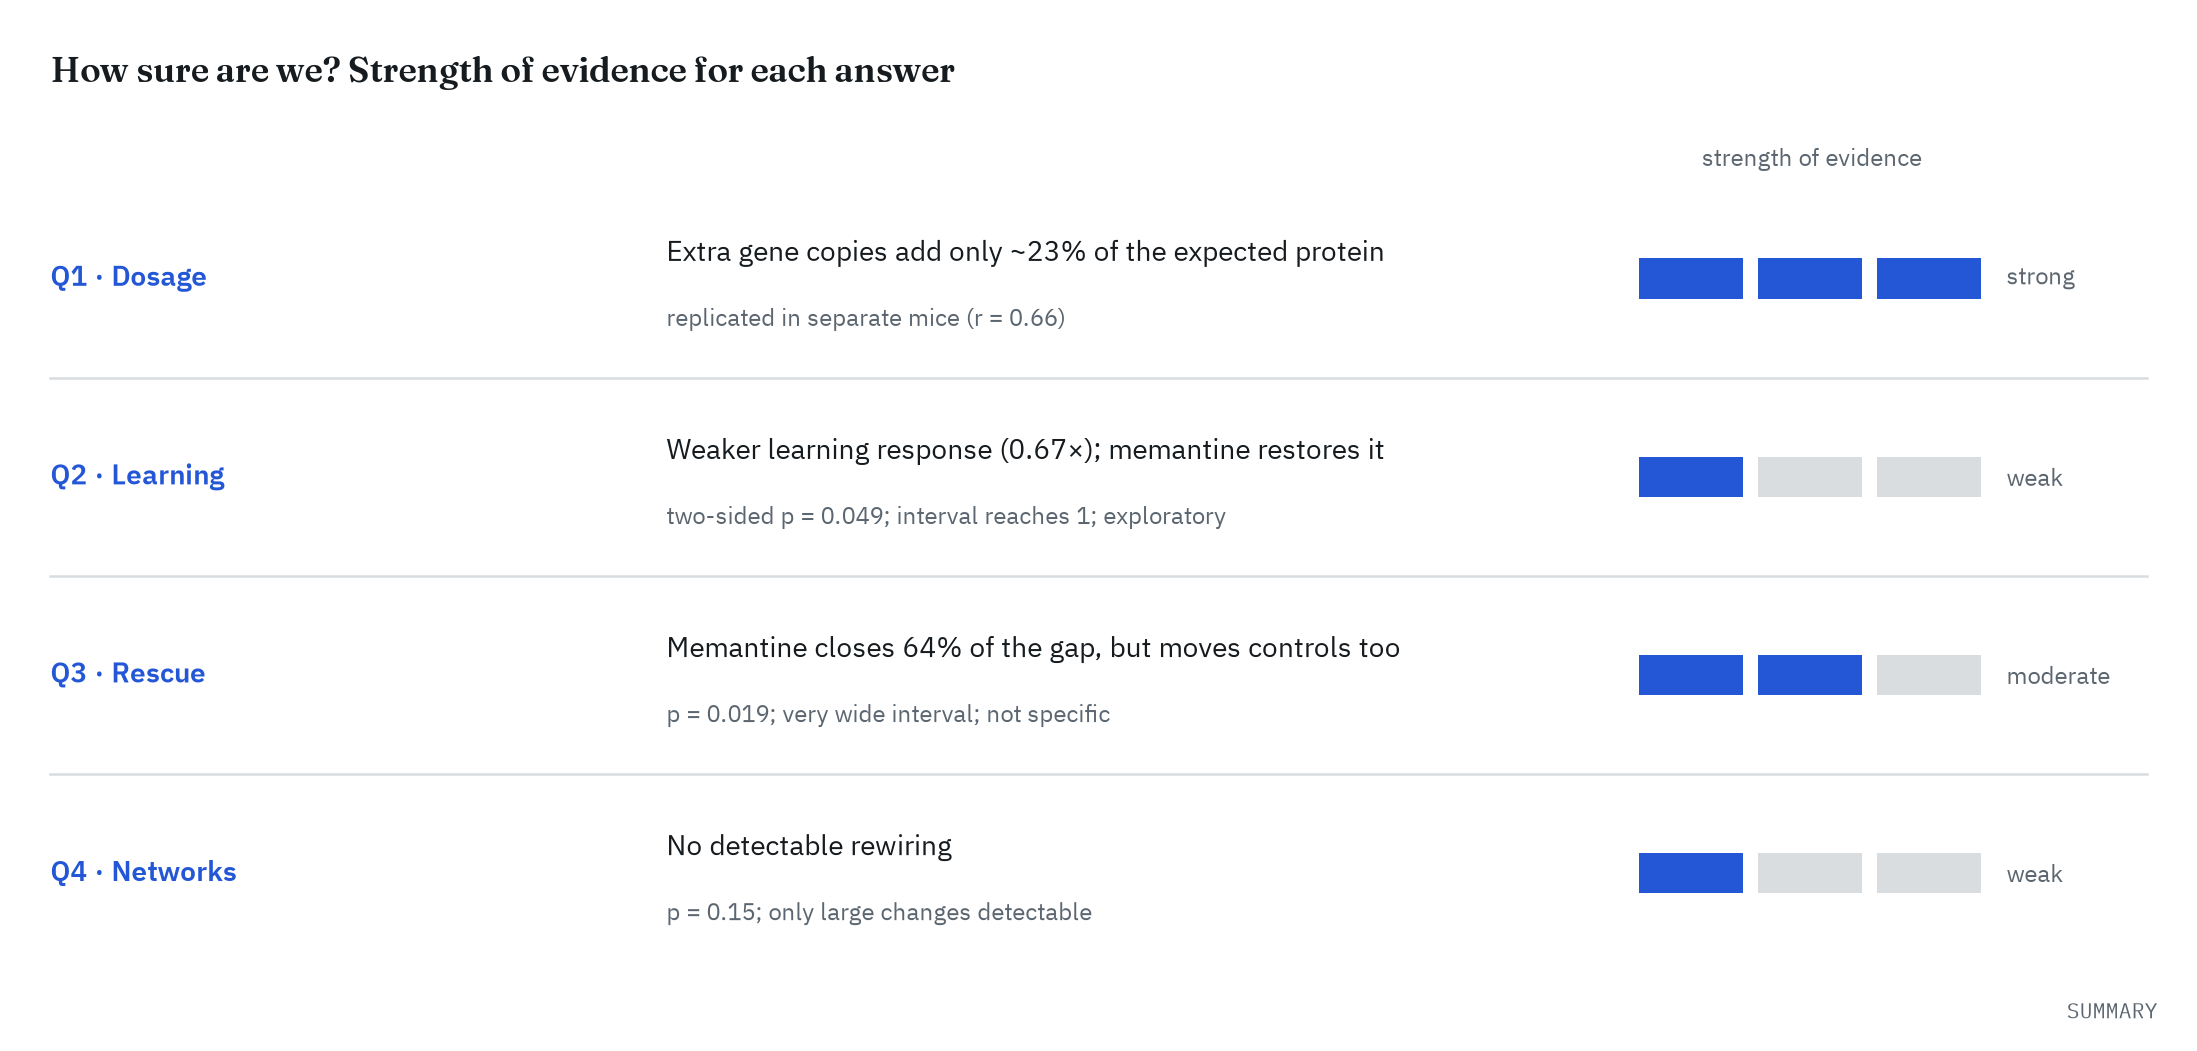 How sure are we? Strength of evidence for each answer
strength of evidence
Q1 · Dosage
Extra gene copies add only ~23% of the expected protein
replicated in separate mice (r = 0.66)
strong
Q2 · Learning
Weaker learning response (0.67×); memantine restores it
two-sided p = 0.049; interval reaches 1; exploratory
weak
Q3 · Rescue
Memantine closes 64% of the gap, but moves controls too
p = 0.019; very wide interval; not specific
moderate
Q4 · Networks
No detectable rewiring
p = 0.15; only large changes detectable
weak
SUMMARY